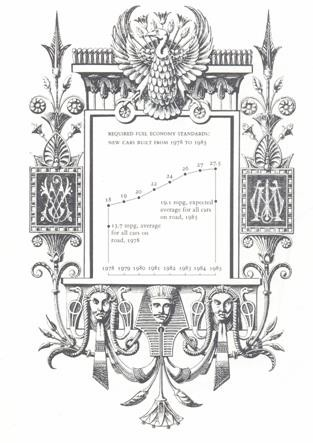 REQUIRED FUEL ECONOMY STANDARDS:
NEW CARS BUILT FROM 1978 TO 1985
18 19 20 22 24 26 27 27.5
13.7 mpg, average
for all cars on
road, 1978
19.1 mpg, expected
average for all cars
on road, 1985
1978 1979 1980 1981 1982 1983 1984 1985